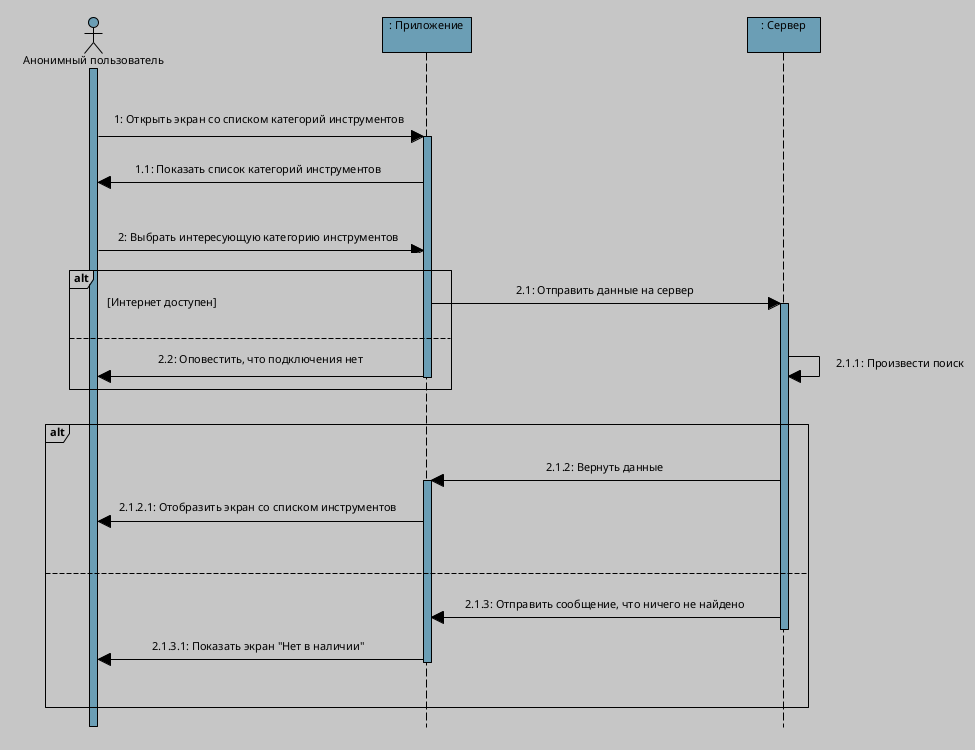 : Приложение
: Сервер
Анонимный пользователь
1: Открыть экран со списком категорий инструментов
1.1: Показать список категорий инструментов
2: Выбрать интересующую категорию инструментов
alt
2.1: Отправить данные на сервер
[Интернет доступен]
2.2: Оповестить, что подключения нет
2.1.1: Произвести поиск
alt
2.1.2: Вернуть данные
2.1.2.1: Отобразить экран со списком инструментов
2.1.3: Отправить сообщение, что ничего не найдено
2.1.3.1: Показать экран "Нет в наличии"